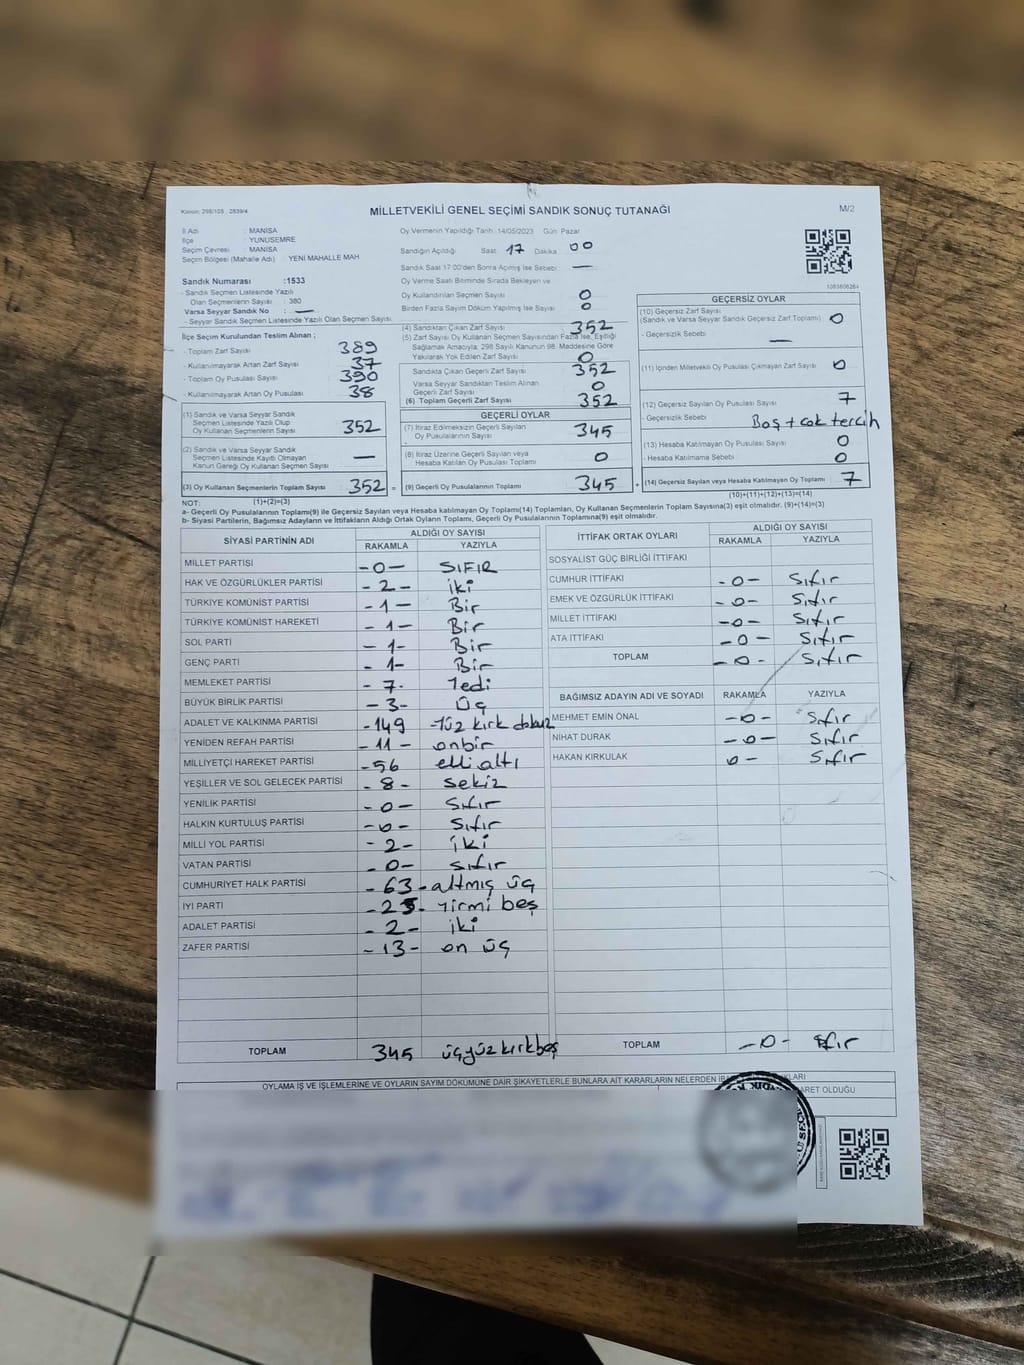 Kanun: 298/105 , 2839/4
MİLLETVEKİLİ GENEL SEÇİMİ SANDIK SONUÇ TUTANAĞI
M/2
İl Adı : MANİSA
İlçe : YUNUSEMRE
Seçim Çevresi : MANİSA
Seçim Bölgesi (Mahalle Adı) : YENİ MAHALLE MAH
Sandık Numarası :1533
- Sandık Seçmen Listesinde Yazılı
Olan Seçmenlerin Sayısı : 380
Varsa Seyyar Sandık No : —
- Seyyar Sandık Seçmen Listesinde Yazılı Olan Seçmen Sayısı
İlçe Seçim Kurulundan Teslim Alınan ;
- Toplam Zarf Sayısı 389
- Kullanılmayarak Artan Zarf Sayısı 37
- Toplam Oy Pusulası Sayısı 390
- Kullanılmayarak Artan Oy Pusulası 38
(1) Sandık ve Varsa Seyyar Sandık
Seçmen Listesinde Yazılı Olup
Oy Kullanan Seçmenlerin Sayısı 352
(2) Sandık ve Varsa Seyyar Sandık
Seçmen Listesinde Kayıtlı Olmayan
Kanun Gereği Oy Kullanan Seçmen Sayısı —
(3) Oy Kullanan Seçmenlerin Toplam Sayısı 352 =
Oy Vermenin Yapıldığı Tarih :14/05/2023 Gün: Pazar
Sandığın Açıldığı Saat: 17 Dakika: 00
Sandık Saat 17:00'den Sonra Açılmış İse Sebebi : —
Oy Verme Saati Bitiminde Sırada Bekleyen ve
Oy Kullandırılan Seçmen Sayısı 0
Birden Fazla Sayım Döküm Yapılmış İse Sayısı : 0
(4) Sandıktan Çıkan Zarf Sayısı 352
(5) Zarf Sayısı, Oy Kullanan Seçmen Sayısından Fazla İse, Eşitliği
Sağlamak Amacıyla, 298 Sayılı Kanunun 98. Maddesine Göre
Yakılarak Yok Edilen Zarf Sayısı 0
Sandıkta Çıkan Geçerli Zarf Sayısı 352
Varsa Seyyar Sandıktan Teslim Alınan
Geçerli Zarf Sayısı 0
(6) Toplam Geçerli Zarf Sayısı 352
GEÇERLİ OYLAR
(7) İtiraz Edilmeksizin Geçerli Sayılan
Oy Pusulalarının Sayısı 345
(8) İtiraz Üzerine Geçerli Sayılan veya
Hesaba Katılan Oy Pusulası Toplamı 0
(9) Geçerli Oy Pusulalarının Toplamı 345 +
GEÇERSİZ OYLAR
(10) Geçersiz Zarf Sayısı
(Sandık ve Varsa Seyyar Sandık Geçersiz Zarf Toplamı) 0
- Geçersizlik Sebebi —
(11) İçinden Milletvekili Oy Pusulası Çıkmayan Zarf Sayısı 0
(12) Geçersiz Sayılan Oy Pusulası Sayısı 7
- Geçersizlik Sebebi Boş + çok tercih
(13) Hesaba Katılmayan Oy Pusulası Sayısı 0
- Hesaba Katılmama Sebebi 0
(14) Geçersiz Sayılan veya Hesaba Katılmayan Oy Toplamı 7
NOT: (1)+(2)=(3) (10)+(11)+(12)+(13)=(14)
a- Geçerli Oy Pusulalarının Toplamı(9) ile Geçersiz Sayılan veya Hesaba katılmayan Oy Toplamı(14) Toplamları, Oy Kullanan Seçmenlerin Toplam Sayısına(3) eşit olmalıdır. (9)+(14)=(3)
b- Siyasi Partilerin, Bağımsız Adayların ve İttifakların Aldığı Ortak Oyların Toplamı, Geçerli Oy Pusulalarının Toplamına(9) eşit olmalıdır.
SİYASİ PARTİNİN ADI ALDIĞI OY SAYISI
RAKAMLA YAZIYLA
MİLLET PARTİSİ -0- SIFIR
HAK VE ÖZGÜRLÜKLER PARTİSİ -2- iki
TÜRKİYE KOMÜNİST PARTİSİ -1- Bir
TÜRKİYE KOMÜNİST HAREKETİ -1- Bir
SOL PARTİ -1- Bir
GENÇ PARTİ -1- Bir
MEMLEKET PARTİSİ -7- Yedi
BÜYÜK BİRLİK PARTİSİ -3- üç
ADALET VE KALKINMA PARTİSİ -149 -Yüz kırk dokuz
YENİDEN REFAH PARTİSİ -11- onbir
MİLLİYETÇİ HAREKET PARTİSİ -56 elli altı
YEŞİLLER VE SOL GELECEK PARTİSİ -8- sekiz
YENİLİK PARTİSİ -0- Sıfır
HALKIN KURTULUŞ PARTİSİ -0- Sıfır
MİLLİ YOL PARTİSİ -2- iki
VATAN PARTİSİ -0- sıfır
CUMHURİYET HALK PARTİSİ -63- altmış üç
İYİ PARTİ -25- Yirmi beş
ADALET PARTİSİ -2- iki
ZAFER PARTİSİ -13- on üç
TOPLAM 345 üçyüzkırkbeş
İTTİFAK ORTAK OYLARI ALDIĞI OY SAYISI
RAKAMLA YAZIYLA
SOSYALİST GÜÇ BİRLİĞİ İTTİFAKI
CUMHUR İTTİFAKI -0- Sıfır
EMEK VE ÖZGÜRLÜK İTTİFAKI -0- Sıfır
MİLLET İTTİFAKI -0- Sıfır
ATA İTTİFAKI -0- Sıfır
TOPLAM -0- Sıfır
BAĞIMSIZ ADAYIN ADI VE SOYADI RAKAMLA YAZIYLA
MEHMET EMİN ÖNAL -0- Sıfır
NİHAT DURAK -0- Sıfır
HAKAN KIRKULAK 0- Sıfır
TOPLAM -0- Sıfır
OYLAMA İŞ VE İŞLEMLERİNE VE OYLARIN SAYIM DÖKÜMÜNE DAİR ŞİKAYETLERLE BUNLARA AİT KARARLARIN NELERDEN